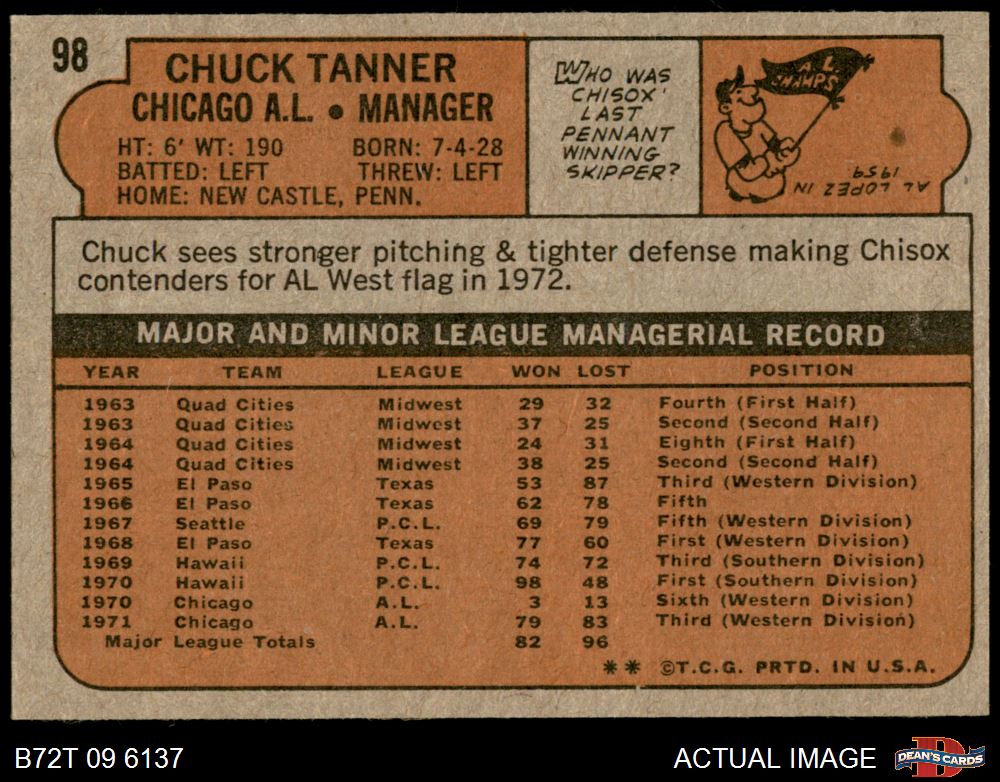 98
CHUCK TANNER
CHICAGO A.L. • MANAGER
HT: 6' WT: 190 BORN: 7-4-28
BATTED: LEFT THREW: LEFT
HOME: NEW CASTLE, PENN.
WHO WAS
CHISOX'
LAST
PENNANT
WINNING
SKIPPER?
A L
CHAMPS
AL LOPEZ IN
1959
Chuck sees stronger pitching & tighter defense making Chisox
contenders for AL West flag in 1972.
MAJOR AND MINOR LEAGUE MANAGERIAL RECORD
YEAR TEAM LEAGUE WON LOST POSITION
1963 Quad Cities Midwest 29 32 Fourth (First Half)
1963 Quad Cities Midwest 37 25 Second (Second Half)
1964 Quad Cities Midwest 24 31 Eighth (First Half)
1964 Quad Cities Midwest 38 25 Second (Second Half)
1965 El Paso Texas 53 87 Third (Western Division)
1966 El Paso Texas 62 78 Fifth
1967 Seattle P.C.L. 69 79 Fifth (Western Division)
1968 El Paso Texas 77 60 First (Western Division)
1969 Hawaii P.C.L. 74 72 Third (Southern Division)
1970 Hawaii P.C.L. 98 48 First (Southern Division)
1970 Chicago A.L. 3 13 Sixth (Western Division)
1971 Chicago A.L. 79 83 Third (Western Division)
Major League Totals 82 96
** ©T.C.G. PRTD. IN U.S.A.
B72T 09 6137
ACTUAL IMAGE
D
DEAN'S CARDS